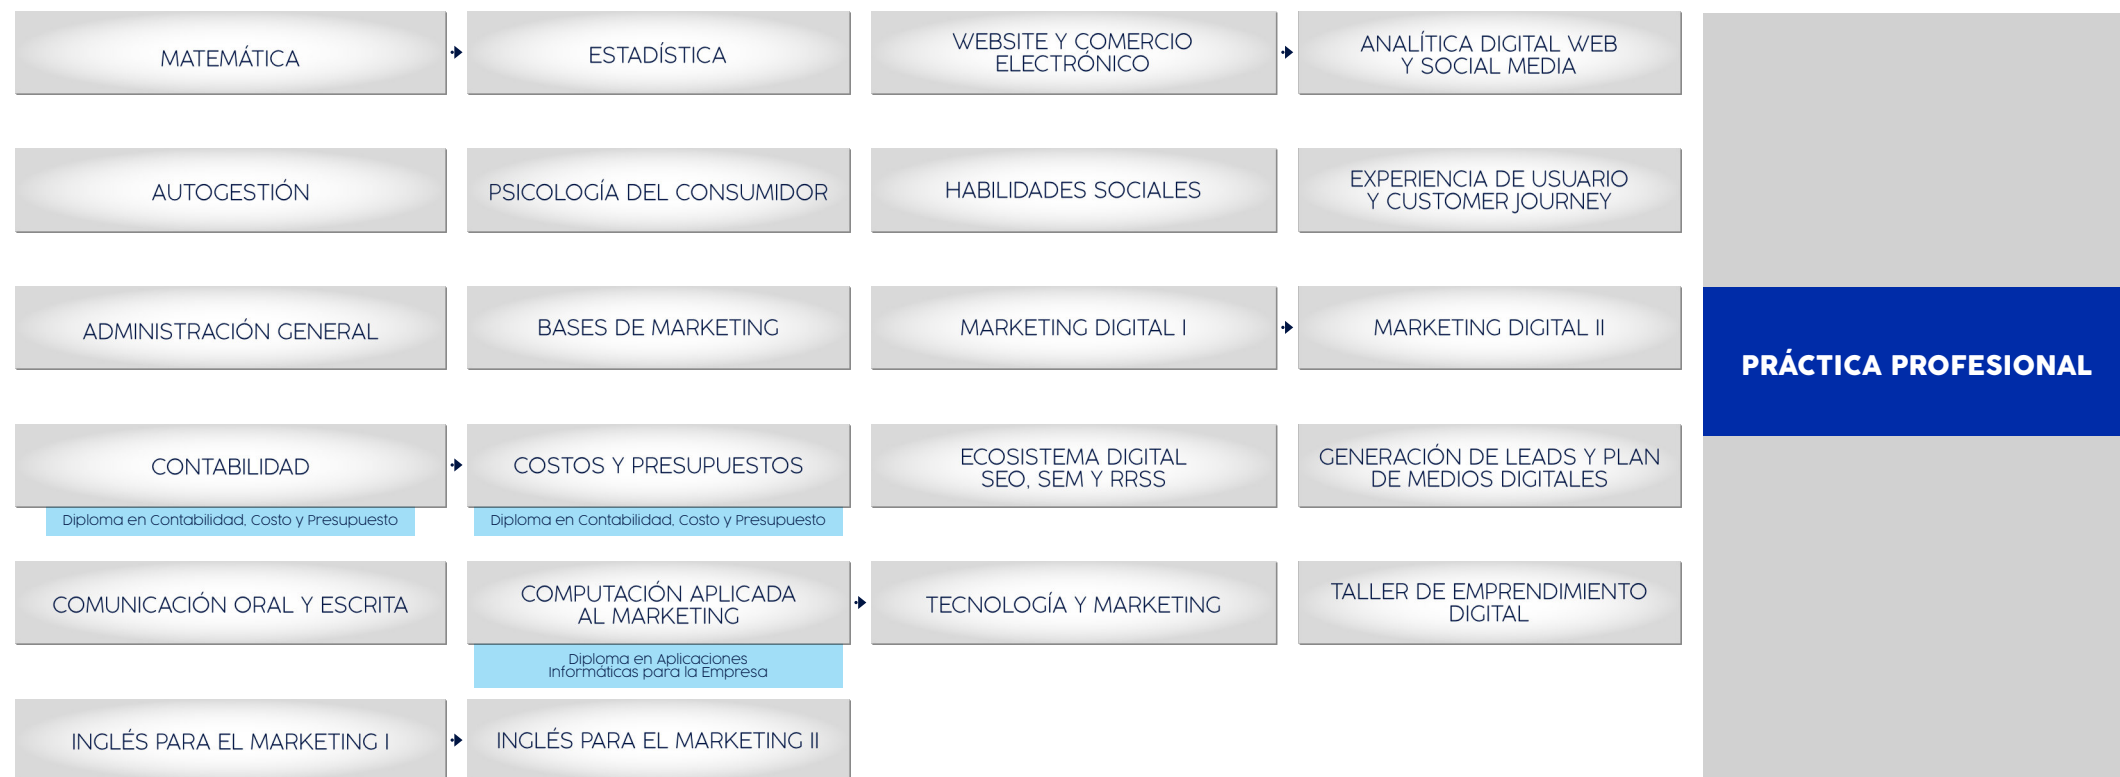 MATEMÁTICA
ESTADÍSTICA
WEBSITE Y COMERCIO
ELECTRÓNICO
ANALÍTICA DIGITAL WEB
Y SOCIAL MEDIA
AUTOGESTIÓN
PSICOLOGÍA DEL CONSUMIDOR
HABILIDADES SOCIALES
EXPERIENCIA DE USUARIO
Y CUSTOMER JOURNEY
ADMINISTRACIÓN GENERAL
BASES DE MARKETING
MARKETING DIGITAL I
MARKETING DIGITAL II
PRÁCTICA PROFESIONAL
CONTABILIDAD
Diploma en Contabilidad, Costo y Presupuesto
COSTOS Y PRESUPUESTOS
Diploma en Contabilidad, Costo y Presupuesto
ECOSISTEMA DIGITAL
SEO, SEM Y RRSS
GENERACIÓN DE LEADS Y PLAN
DE MEDIOS DIGITALES
COMUNICACIÓN ORAL Y ESCRITA
COMPUTACIÓN APLICADA
AL MARKETING
Diploma en Aplicaciones
Informáticas para la Empresa
TECNOLOGÍA Y MARKETING
TALLER DE EMPRENDIMIENTO
DIGITAL
INGLÉS PARA EL MARKETING I
INGLÉS PARA EL MARKETING II